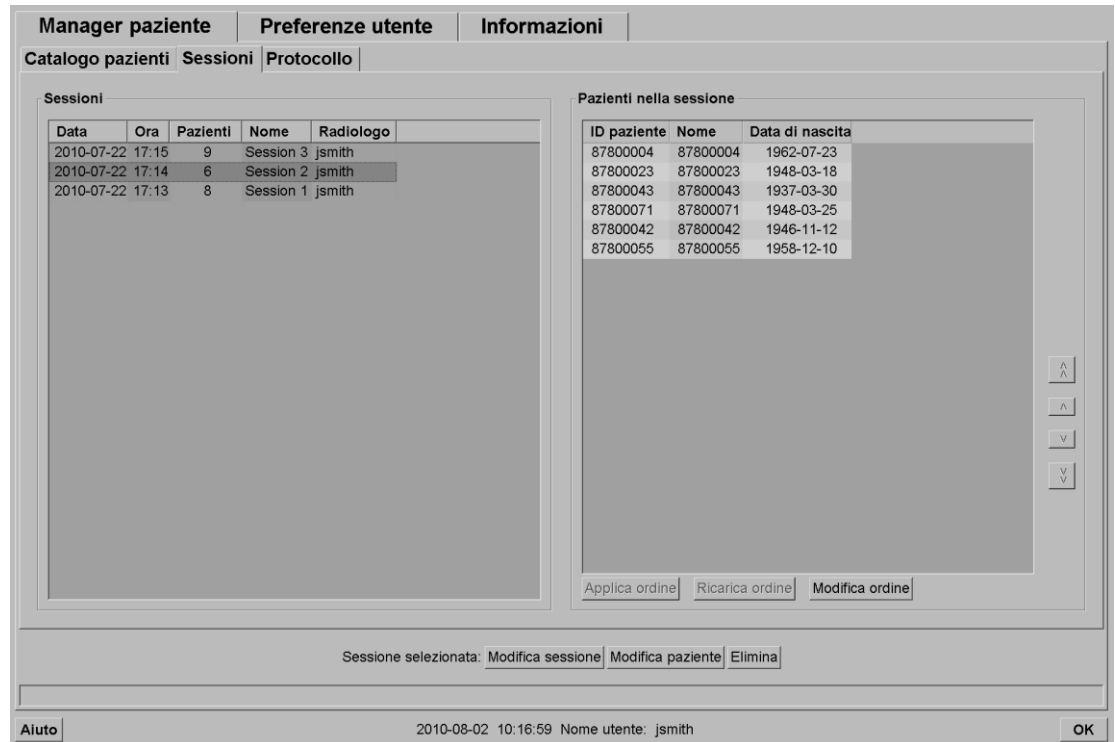 Manager paziente Preferenze utente Informazioni
Catalogo pazienti Sessioni Protocollo
Sessioni
Data Ora Pazienti Nome Radiologo
2010-07-22 17:15 9 Session 3 jsmith
2010-07-22 17:14 6 Session 2 jsmith
2010-07-22 17:13 8 Session 1 jsmith
Pazienti nella sessione
ID paziente Nome Data di nascita
87800004 87800004 1962-07-23
87800023 87800023 1948-03-18
87800043 87800043 1937-03-30
87800071 87800071 1948-03-25
87800042 87800042 1946-11-12
87800055 87800055 1958-12-10
Applica ordine Ricarica ordine Modifica ordine
Sessione selezionata: Modifica sessione Modifica paziente Elimina
Aiuto 2010-08-02 10:16:59 Nome utente: jsmith OK